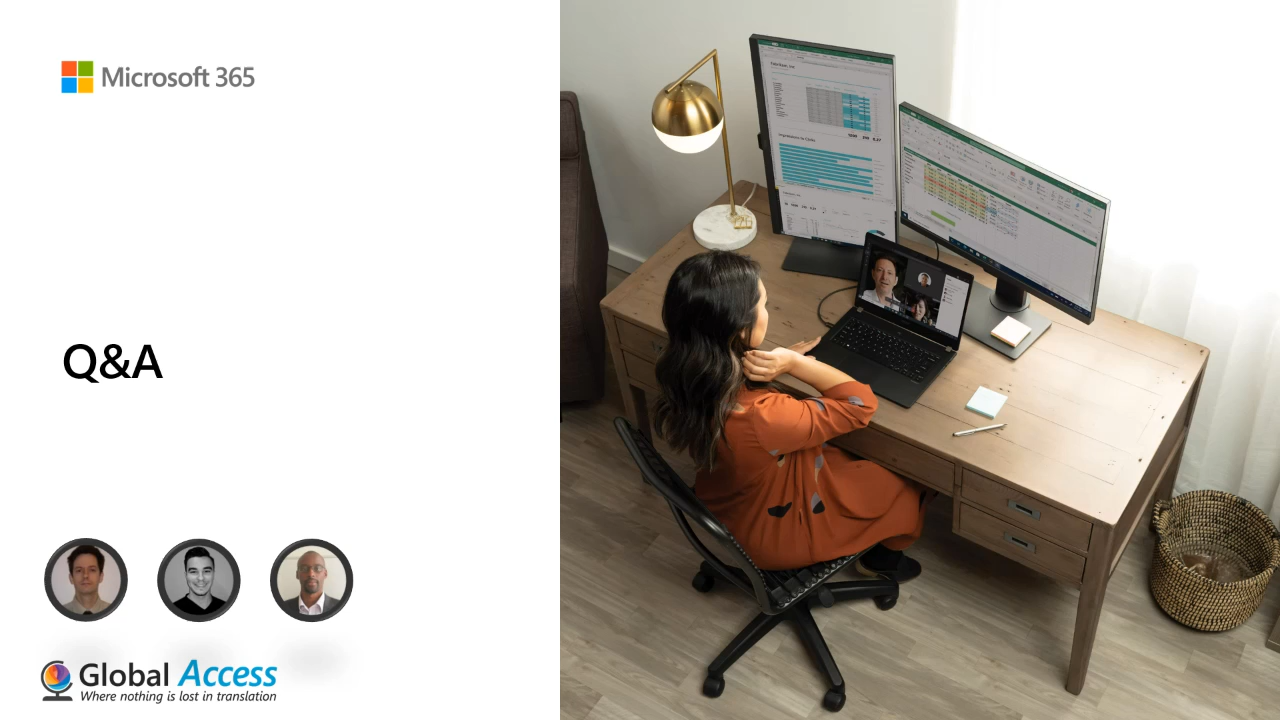 Microsoft 365
Q&A
Global Access
Where nothing is lost in translation